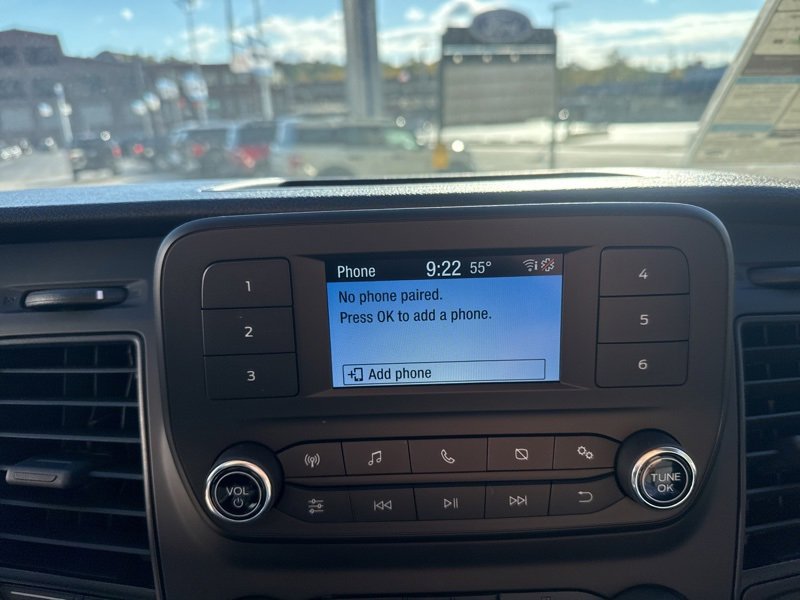 Ford
Phone 9:22 55°
No phone paired.
Press OK to add a phone.
Add phone
1
2
3
4
5
6
VOL
TUNE
OK